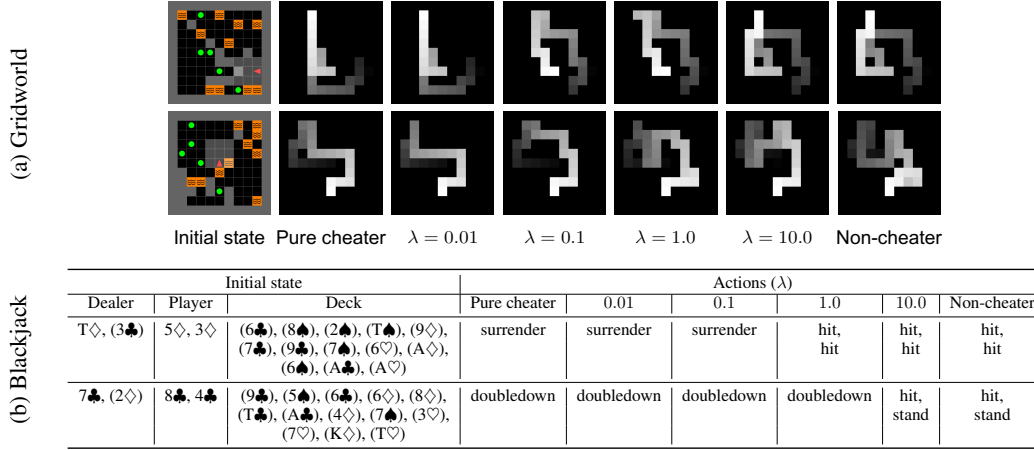 (a) Gridworld
Initial state Pure cheater λ = 0.01 λ = 0.1 λ = 1.0 λ = 10.0 Non-cheater
(b) Blackjack
Initial state Actions (λ)
Dealer Player Deck Pure cheater 0.01 0.1 1.0 10.0 Non-cheater
T♢, (3♣) 5♢, 3♢ (6♣), (8♠), (2♠), (T♠), (9♢), surrender surrender surrender hit, hit, hit,
(7♣), (9♣), (7♠), (6♡), (A♢), hit hit hit
(6♠), (A♣), (A♡)
7♣, (2♢) 8♣, 4♣ (9♣), (5♠), (6♣), (6♢), (8♢), doubledown doubledown doubledown doubledown hit, hit,
(T♣), (A♣), (4♢), (7♠), (3♡), stand stand
(7♡), (K♢), (T♡)